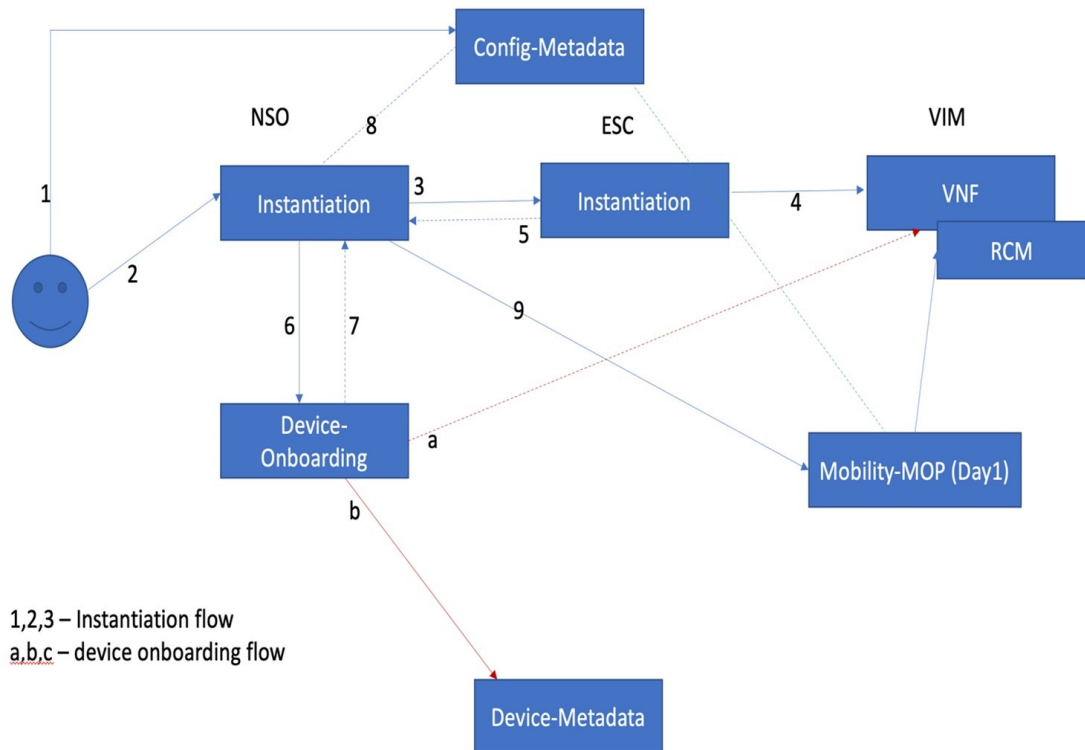 Config-Metadata
NSO
ESC
VIM
8
1
Instantiation
3
Instantiation
4
VNF
5
RCM
2
6
7
9
Device-
Onboarding
a
Mobility-MOP (Day1)
b
1,2,3 – Instantiation flow
a,b,c – device onboarding flow
Device-Metadata